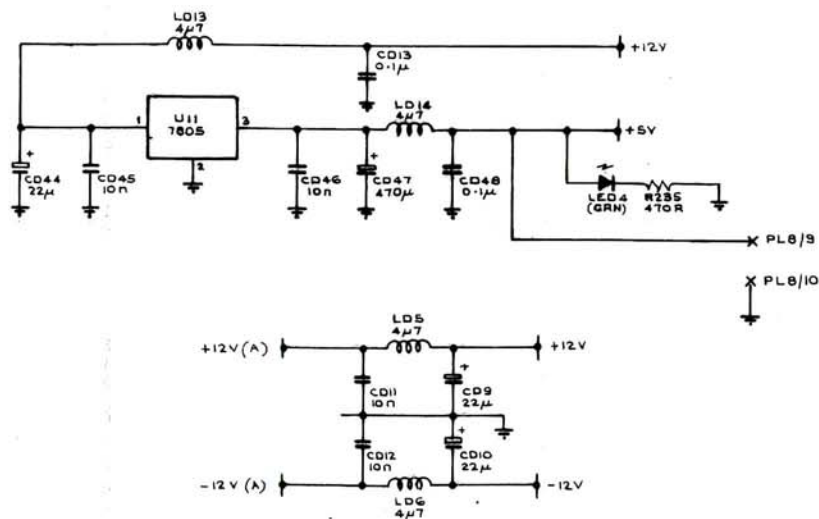 LD13
4µ7
+12V
CD13
0·1µ
U11
7805
1
3
2
LD14
4µ7
+5V
+
CD44
22µ
CD45
10n
CD46
10n
+
CD47
470µ
CD48
0·1µ
LED4
(GRN)
R235
470R
PL8/9
PL8/10
LD5
4µ7
+12V(A)
+12V
CD11
10n
+
CD9
22µ
CD12
10n
+
CD10
22µ
-12V(A)
-12V
LD6
4µ7